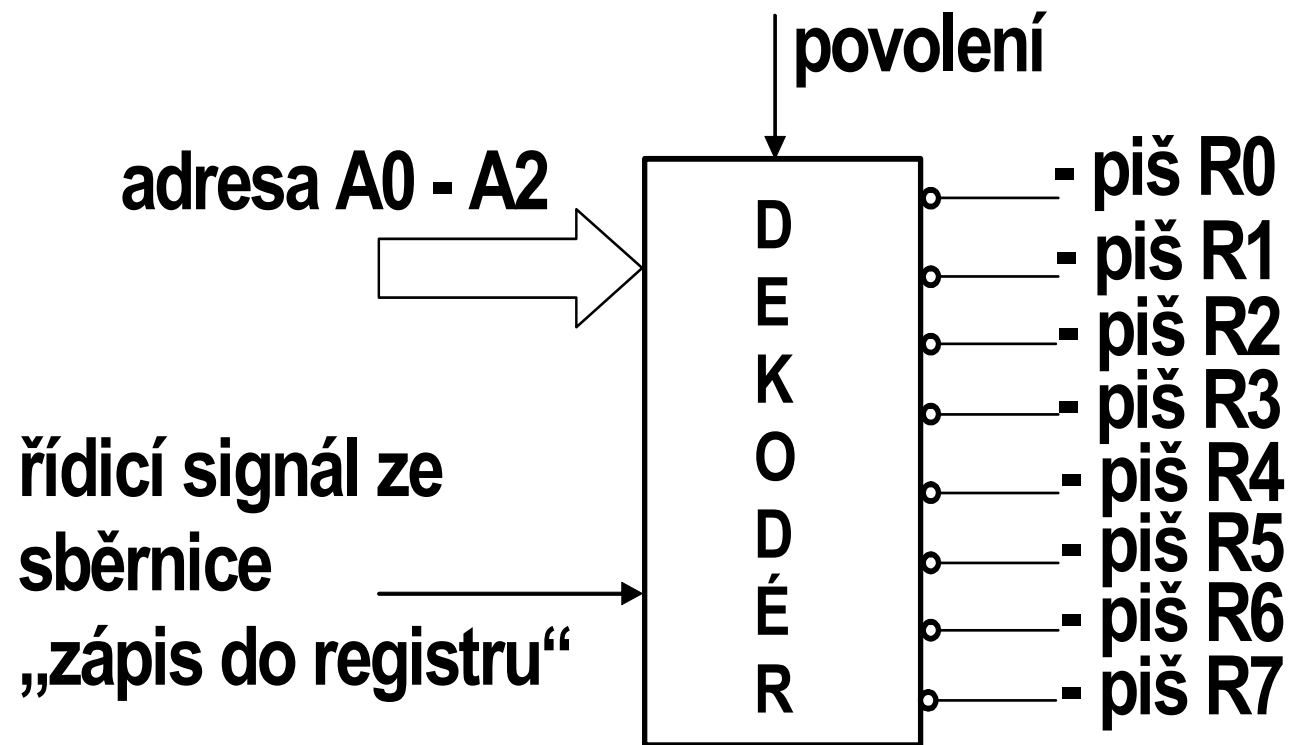 povolení
adresa A0 - A2
řídicí signál ze
sběrnice
„zápis do registru“
D
E
K
O
D
É
R
- piš R0
- piš R1
- piš R2
- piš R3
- piš R4
- piš R5
- piš R6
- piš R7